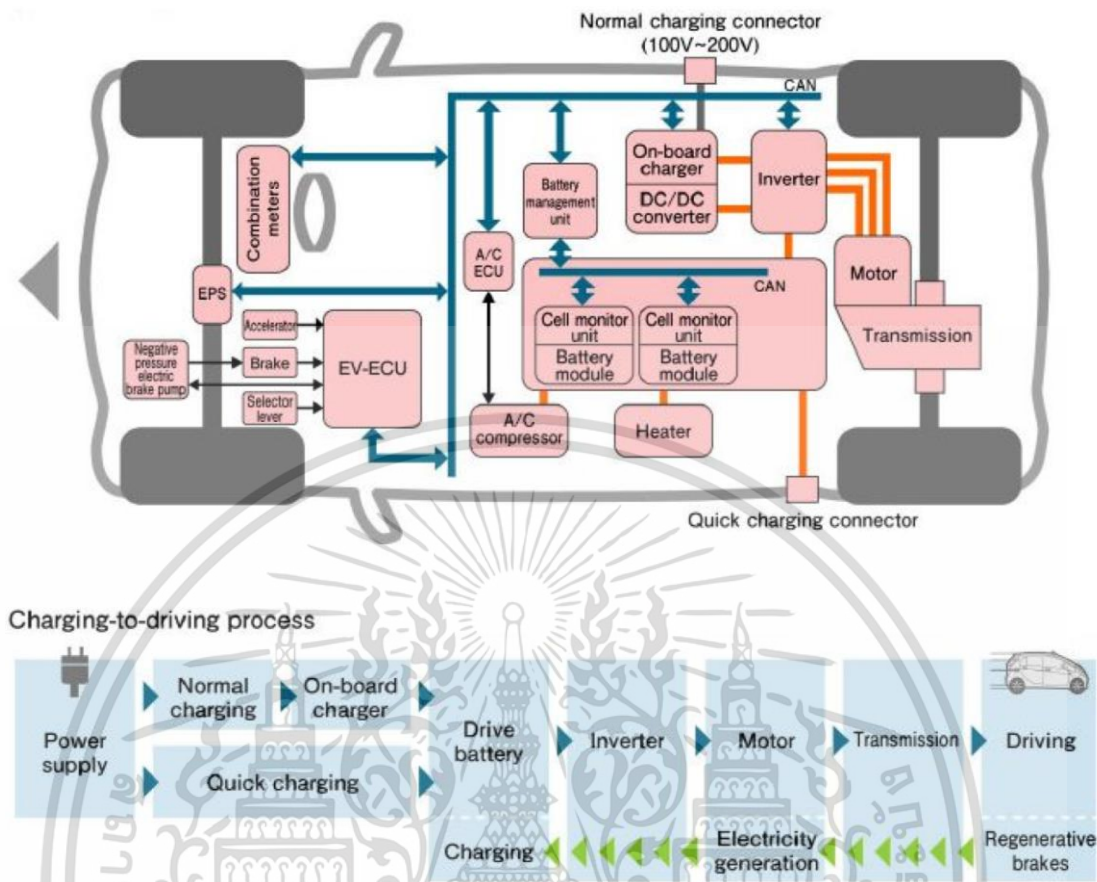 Normal charging connector
(100V~200V)
CAN
Combination
meters
Battery
management
unit
On-board
charger
DC/DC
converter
Inverter
A/C
ECU
CAN
Motor
EPS
Cell monitor
unit
Battery
module
Cell monitor
unit
Battery
module
Transmission
Accelerator
Negative
pressure
electric
brake pump
Brake
EV-ECU
Selector
lever
A/C
compressor
Heater
Quick charging connector
Charging-to-driving process
Power
supply
Normal
charging
On-board
charger
Quick charging
Drive
battery
Inverter
Motor
Transmission
Driving
Charging
Electricity
generation
Regenerative
brakes